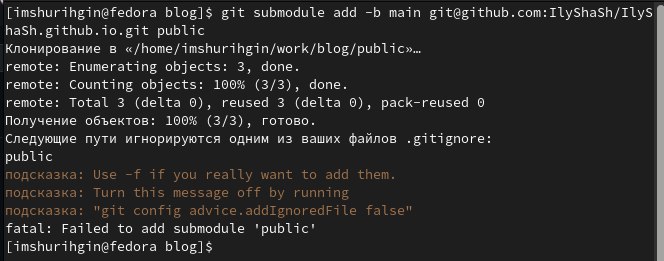 [imshurihgin@fedora blog]$ git submodule add -b main git@github.com:IlyShaSh/IlyS
haSh.github.io.git public
Клонирование в «/home/imshurihgin/work/blog/public»…
remote: Enumerating objects: 3, done.
remote: Counting objects: 100% (3/3), done.
remote: Total 3 (delta 0), reused 3 (delta 0), pack-reused 0
Получение объектов: 100% (3/3), готово.
Следующие пути игнорируются одним из ваших файлов .gitignore:
public
подсказка: Use -f if you really want to add them.
подсказка: Turn this message off by running
подсказка: "git config advice.addIgnoredFile false"
fatal: Failed to add submodule 'public'
[imshurihgin@fedora blog]$